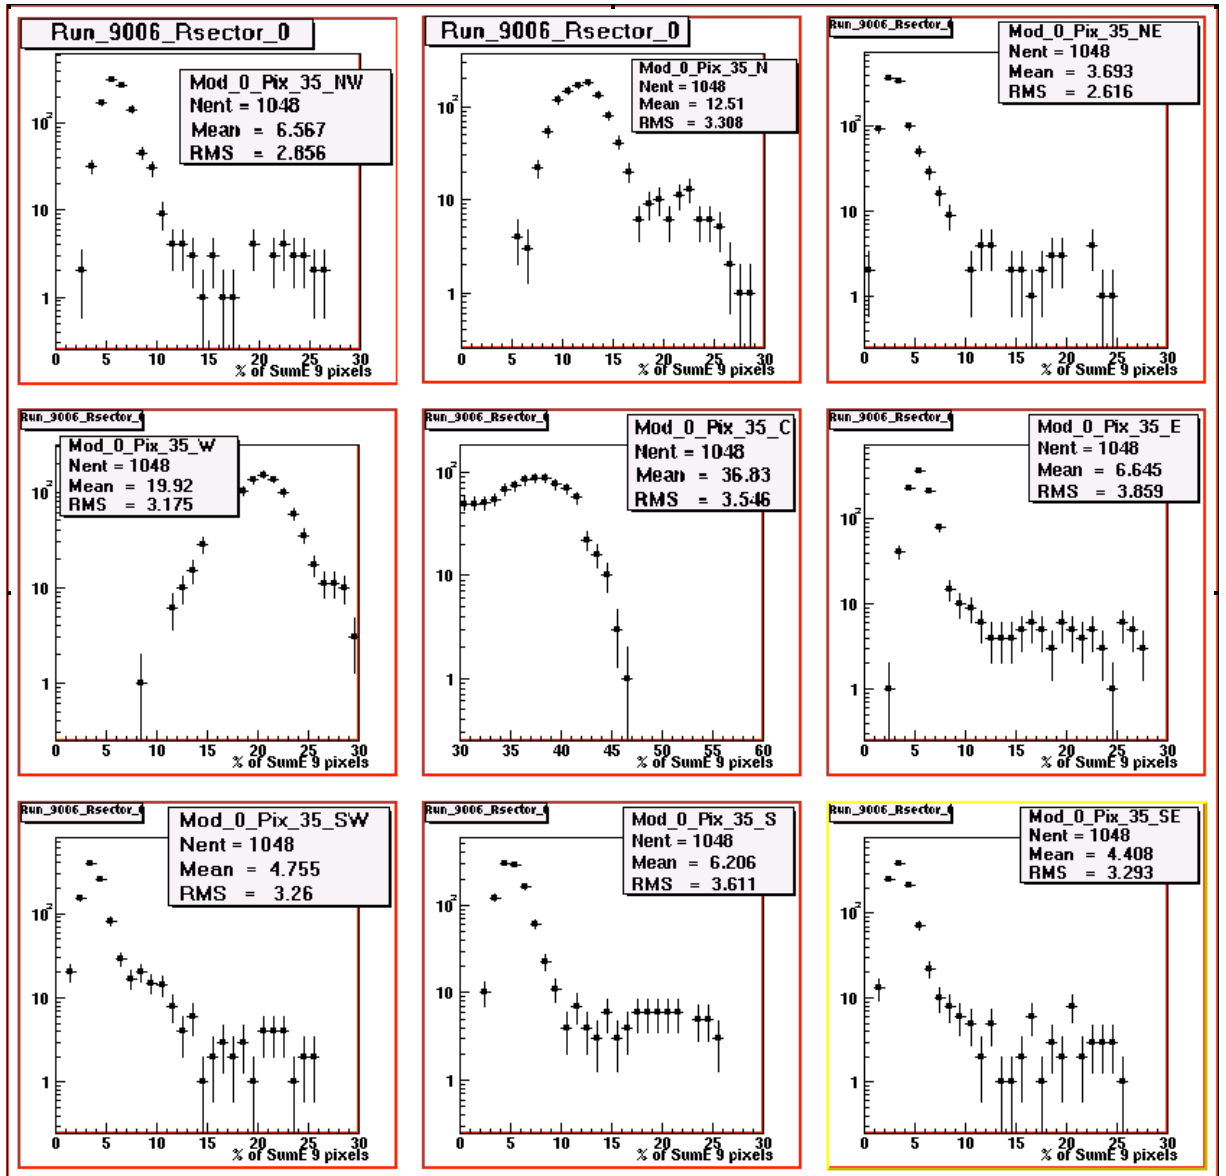 Run_9006_Rsector_0
Mod_0_Pix_35_NW
Nent = 1048
Mean = 6.567
RMS = 2.856
10²
10
1
0 5 10 15 20 25 30
% of SumE 9 pixels
Run_9006_Rsector_0
Mod_0_Pix_35_N
Nent = 1048
Mean = 12.51
RMS = 3.308
10²
10
1
0 5 10 15 20 25 30
% of SumE 9 pixels
Run_9006_Rsector_0
Mod_0_Pix_35_NE
Nent = 1048
Mean = 3.693
RMS = 2.616
10²
10
1
0 5 10 15 20 25 30
% of SumE 9 pixels
Run_9006_Rsector_0
Mod_0_Pix_35_W
Nent = 1048
Mean = 19.92
RMS = 3.175
10²
10
1
0 5 10 15 20 25 30
% of SumE 9 pixels
Run_9006_Rsector_0
Mod_0_Pix_35_C
Nent = 1048
Mean = 36.83
RMS = 3.546
10²
10
1
30 35 40 45 50 55 60
% of SumE 9 pixels
Run_9006_Rsector_0
Mod_0_Pix_35_E
Nent = 1048
Mean = 6.645
RMS = 3.859
10²
10
1
0 5 10 15 20 25 30
% of SumE 9 pixels
Run_9006_Rsector_0
Mod_0_Pix_35_SW
Nent = 1048
Mean = 4.755
RMS = 3.26
10²
10
1
0 5 10 15 20 25 30
% of SumE 9 pixels
Run_9006_Rsector_0
Mod_0_Pix_35_S
Nent = 1048
Mean = 6.206
RMS = 3.611
10²
10
1
0 5 10 15 20 25 30
% of SumE 9 pixels
Run_9006_Rsector_0
Mod_0_Pix_35_SE
Nent = 1048
Mean = 4.408
RMS = 3.293
10²
10
1
0 5 10 15 20 25 30
% of SumE 9 pixels